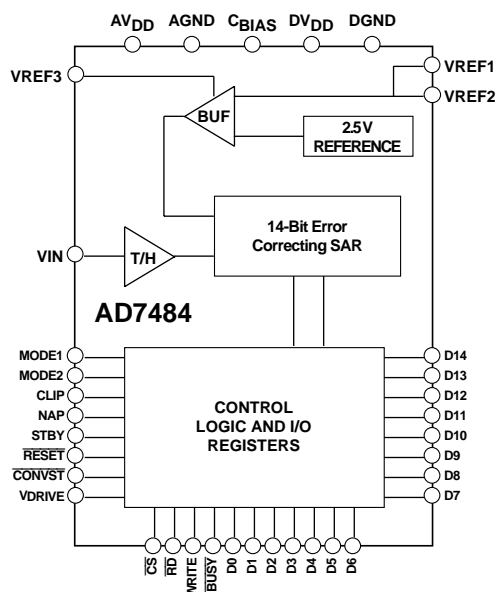 AVDD AGND CBIAS DVDD DGND
VREF3
VREF1
VREF2
BUF
2.5V
REFERENCE
14-Bit Error
Correcting SAR
VIN
T/H
AD7484
MODE1
MODE2
CLIP
NAP
STBY
RESET
CONVST
VDRIVE
CONTROL
LOGIC AND I/O
REGISTERS
D14
D13
D12
D11
D10
D9
D8
D7
CS
RD
WRITE
BUSY
D0
D1
D2
D3
D4
D5
D6